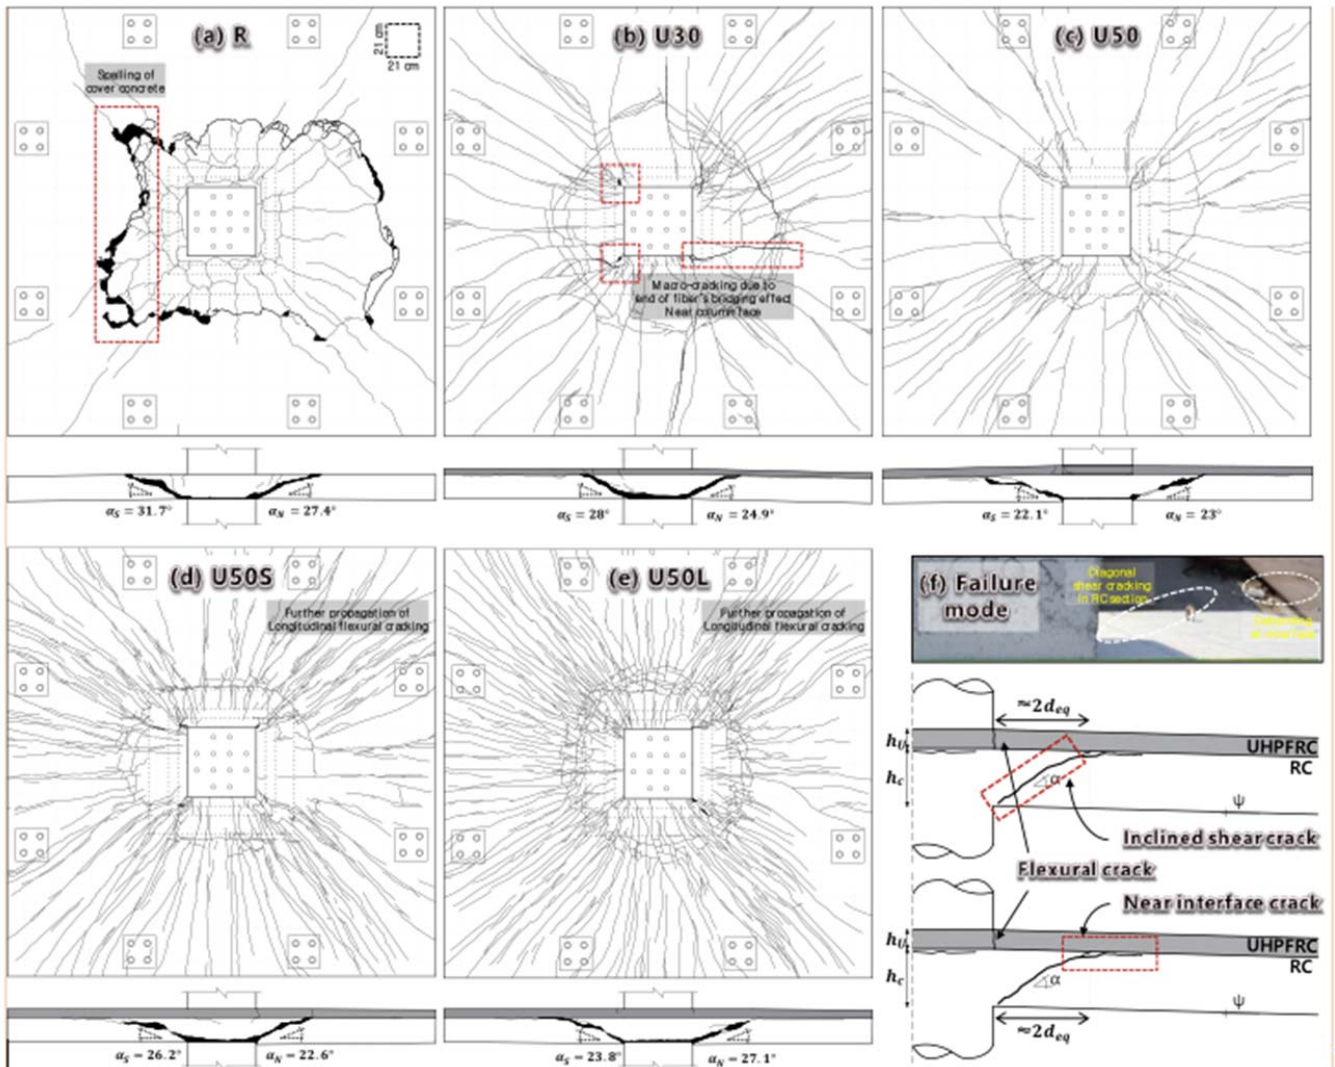 (a) R
21 cm
21 cm
Spalling of
cover concrete
αS = 31.7°
αN = 27.4°
(b) U30
Macro-cracking due to
end of fiber's bridging effect
Near column face
αS = 28°
αN = 24.9°
(c) U50
αS = 22.1°
αN = 23°
(d) U50S
Further propagation of
Longitudinal flexural cracking
αS = 26.2°
αN = 22.6°
(e) U50L
Further propagation of
Longitudinal flexural cracking
αS = 23.8°
αN = 27.1°
(f) Failure
mode
Diagonal
shear cracking
in RC section
≈2deq
hU
hc
UHPFRC
RC
α
ψ
Inclined shear crack
Flexural crack
Near interface crack
hU
hc
UHPFRC
RC
α
ψ
≈2deq